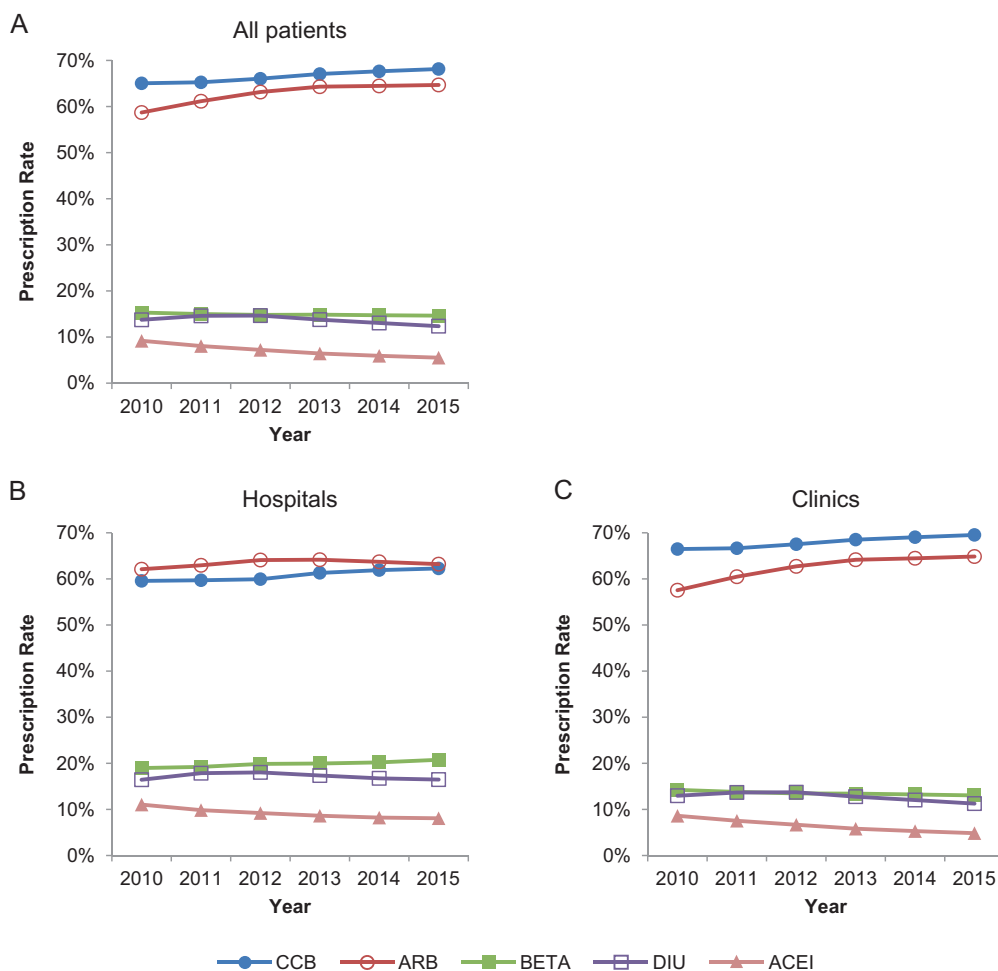 A
All patients
Prescription Rate
70%
60%
50%
40%
30%
20%
10%
0%
2010 2011 2012 2013 2014 2015
Year
B
Hospitals
Prescription Rate
70%
60%
50%
40%
30%
20%
10%
0%
2010 2011 2012 2013 2014 2015
Year
C
Clinics
Prescription Rate
70%
60%
50%
40%
30%
20%
10%
0%
2010 2011 2012 2013 2014 2015
Year
CCB ARB BETA DIU ACEI